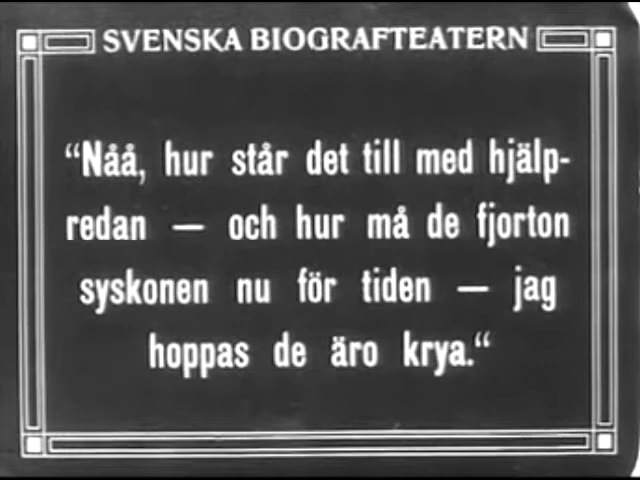 SVENSKA BIOGRAFTEATERN
“Nåå, hur står det till med hjälp-
redan — och hur må de fjorton
syskonen nu för tiden — jag
hoppas de äro krya.“